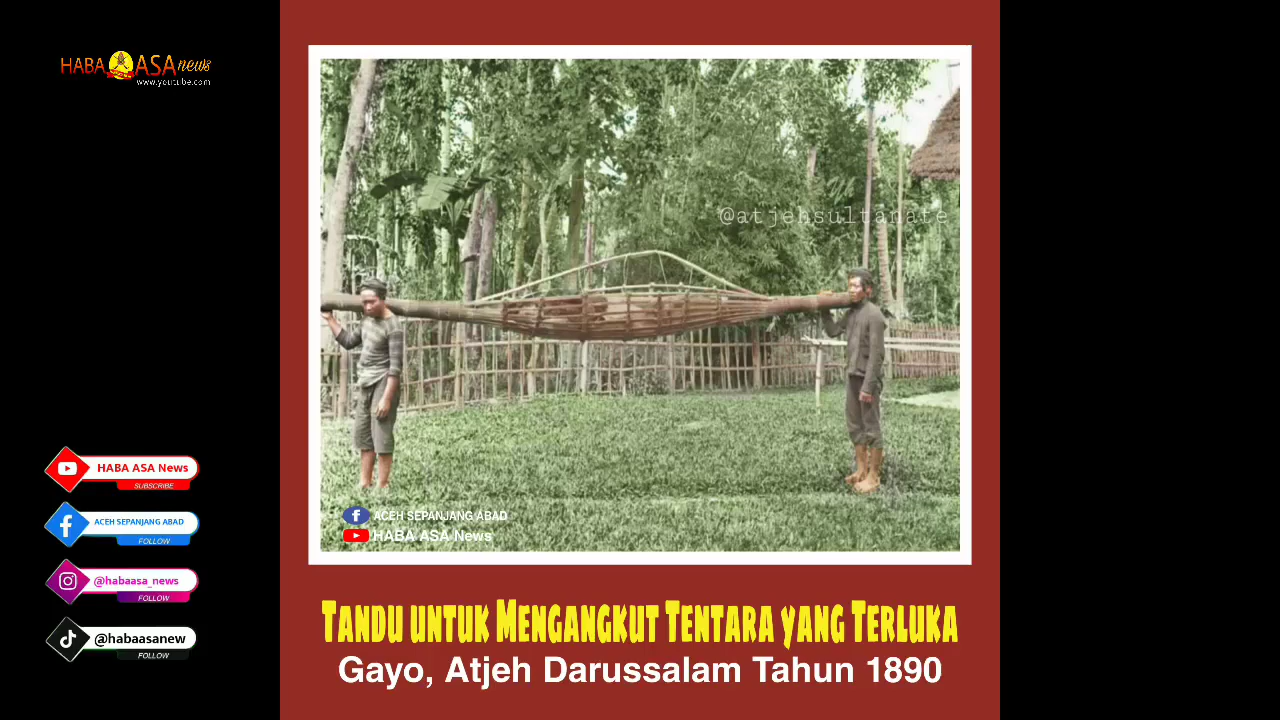 HABA ASA news
www.youtube.com
@atjehsultanate
HABA ASA News
SUBSCRIBE
ACEH SEPANJANG ABAD
FOLLOW
@habaasa_news
FOLLOW
@habaasanew
FOLLOW
ACEH SEPANJANG ABAD
HABA ASA News
Tandu untuk Mengangkut Tentara yang Terluka
Gayo, Atjeh Darussalam Tahun 1890